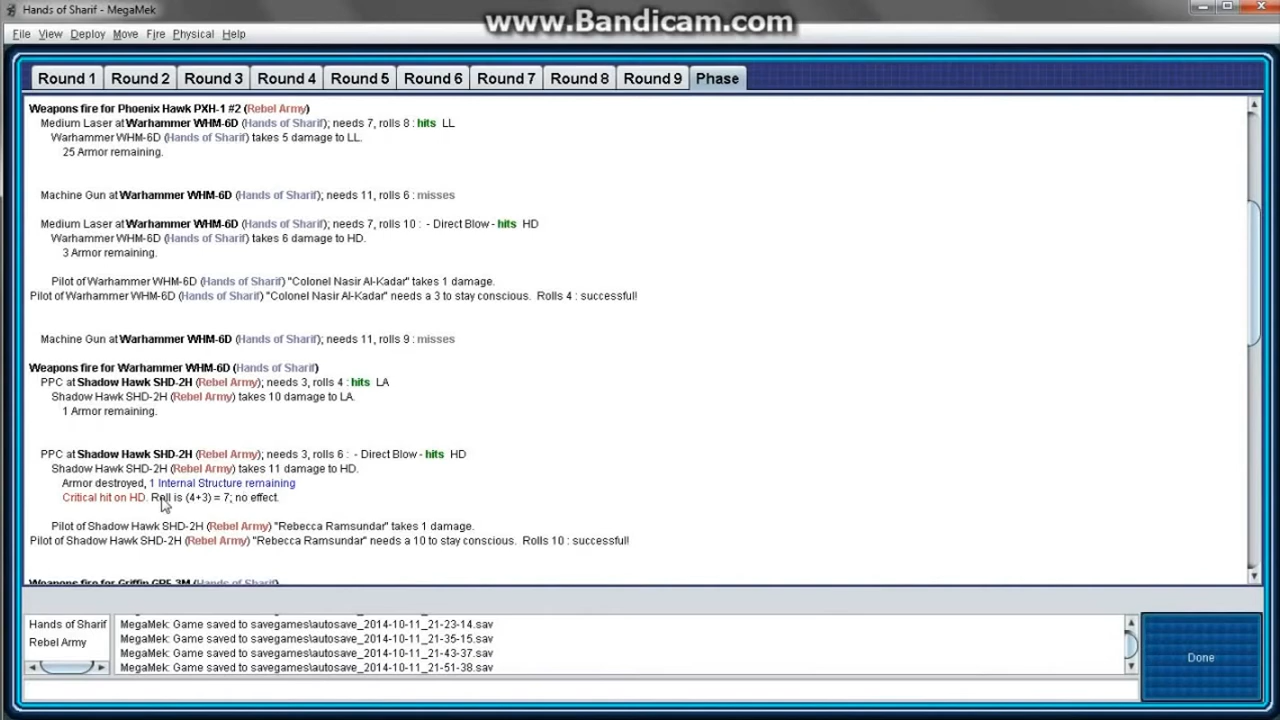 Hands of Sharif - MegaMek
www.Bandicam.com
File View Deploy Move Fire Physical Help
Round 1 Round 2 Round 3 Round 4 Round 5 Round 6 Round 7 Round 8 Round 9 Phase
Weapons fire for Phoenix Hawk PXH-1 #2 (Rebel Army)
Medium Laser at Warhammer WHM-6D (Hands of Sharif); needs 7, rolls 8 : hits LL
Warhammer WHM-6D (Hands of Sharif) takes 5 damage to LL.
25 Armor remaining.
Machine Gun at Warhammer WHM-6D (Hands of Sharif); needs 11, rolls 6 : misses
Medium Laser at Warhammer WHM-6D (Hands of Sharif); needs 7, rolls 10 : - Direct Blow - hits HD
Warhammer WHM-6D (Hands of Sharif) takes 6 damage to HD.
3 Armor remaining.
Pilot of Warhammer WHM-6D (Hands of Sharif) "Colonel Nasir Al-Kadar" takes 1 damage.
Pilot of Warhammer WHM-6D (Hands of Sharif) "Colonel Nasir Al-Kadar" needs a 3 to stay conscious. Rolls 4 : successful!
Machine Gun at Warhammer WHM-6D (Hands of Sharif); needs 11, rolls 9 : misses
Weapons fire for Warhammer WHM-6D (Hands of Sharif)
PPC at Shadow Hawk SHD-2H (Rebel Army); needs 3, rolls 4 : hits LA
Shadow Hawk SHD-2H (Rebel Army) takes 10 damage to LA.
1 Armor remaining.
PPC at Shadow Hawk SHD-2H (Rebel Army); needs 3, rolls 6 : - Direct Blow - hits HD
Shadow Hawk SHD-2H (Rebel Army) takes 11 damage to HD.
Armor destroyed, 1 Internal Structure remaining
Critical hit on HD. Roll is (4+3) = 7; no effect.
Pilot of Shadow Hawk SHD-2H (Rebel Army) "Rebecca Ramsundar" takes 1 damage.
Pilot of Shadow Hawk SHD-2H (Rebel Army) "Rebecca Ramsundar" needs a 10 to stay conscious. Rolls 10 : successful!
Weapons fire for Griffin GRF-3M (Hands of Sharif)
Hands of Sharif
Rebel Army
MegaMek: Game saved to savegames\autosave_2014-10-11_21-23-14.sav
MegaMek: Game saved to savegames\autosave_2014-10-11_21-35-15.sav
MegaMek: Game saved to savegames\autosave_2014-10-11_21-43-37.sav
MegaMek: Game saved to savegames\autosave_2014-10-11_21-51-38.sav
Done